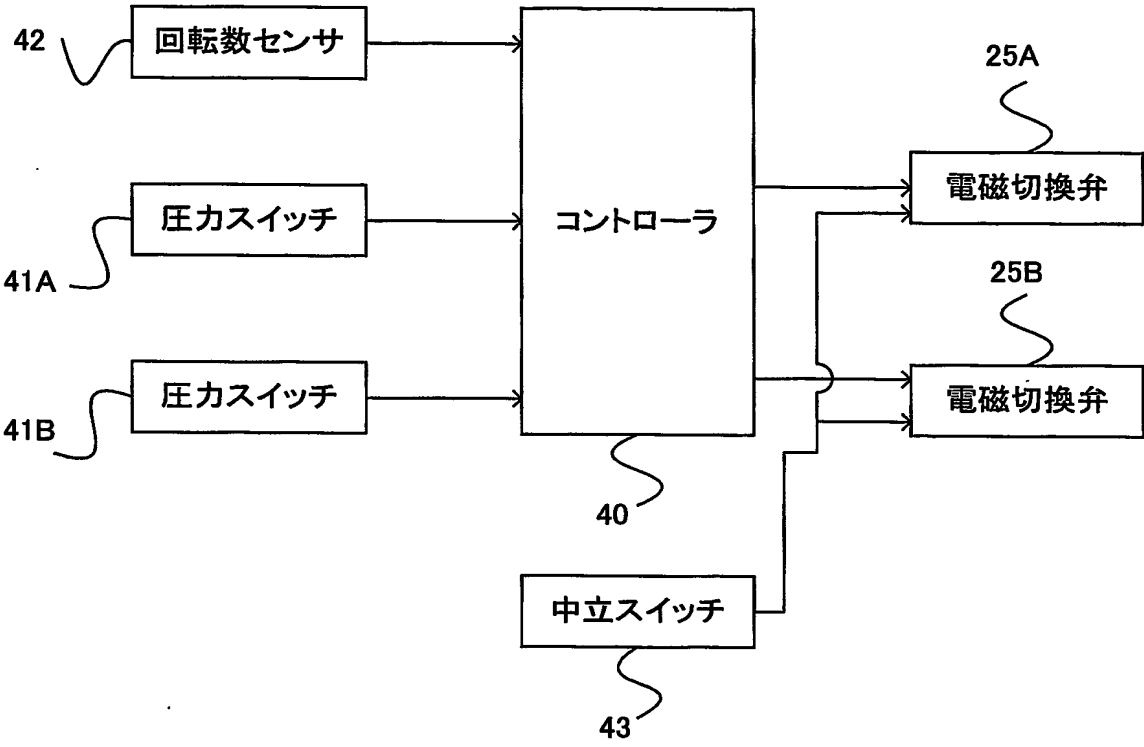 42
回転数センサ
25A
電磁切換弁
41A
圧力スイッチ
コントローラ
25B
電磁切換弁
41B
圧力スイッチ
40
中立スイッチ
43